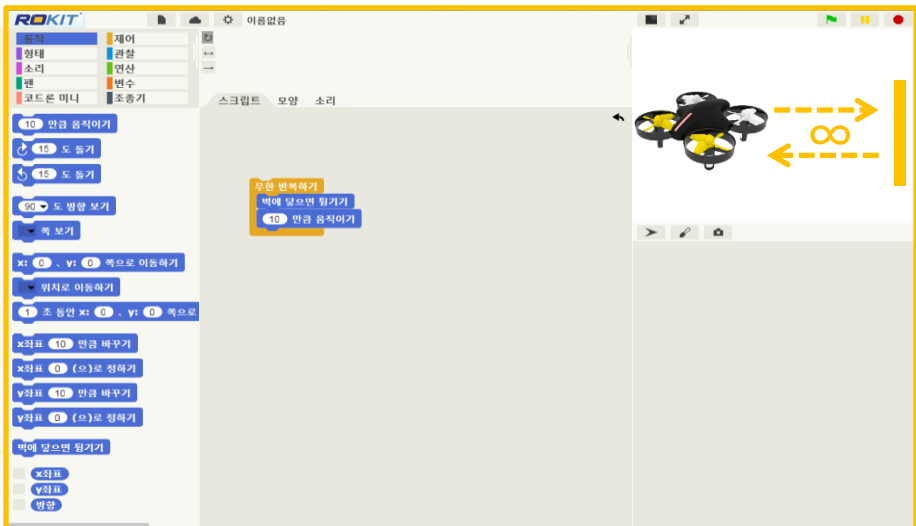 ROKIT
이름없음
동작
제어
형태
관찰
소리
연산
펜
변수
코드론 미니
조종기
스크립트 모양 소리
10 만큼 움직이기
15 도 돌기
15 도 돌기
90 도 방향 보기
쪽 보기
x: 0 、 y: 0 쪽으로 이동하기
위치로 이동하기
1 초 동안 x: 0 、 y: 0 쪽으로
x좌표 10 만큼 바꾸기
x좌표 0 (으)로 정하기
y좌표 10 만큼 바꾸기
y좌표 0 (으)로 정하기
벽에 닿으면 튕기기
x좌표
y좌표
방향
무한 반복하기
벽에 닿으면 튕기기
10 만큼 움직이기
∞